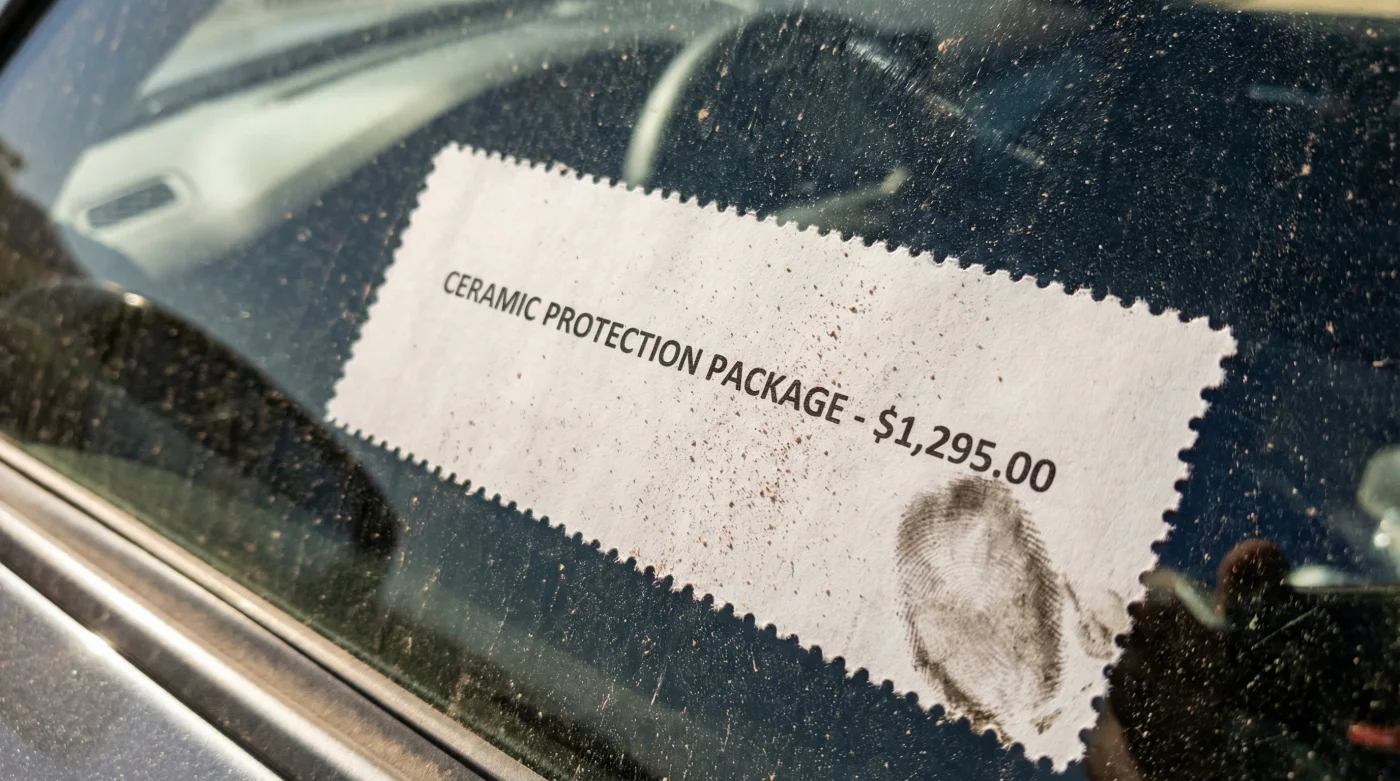 CERAMIC PROTECTION PACKAGE - $1,295.00